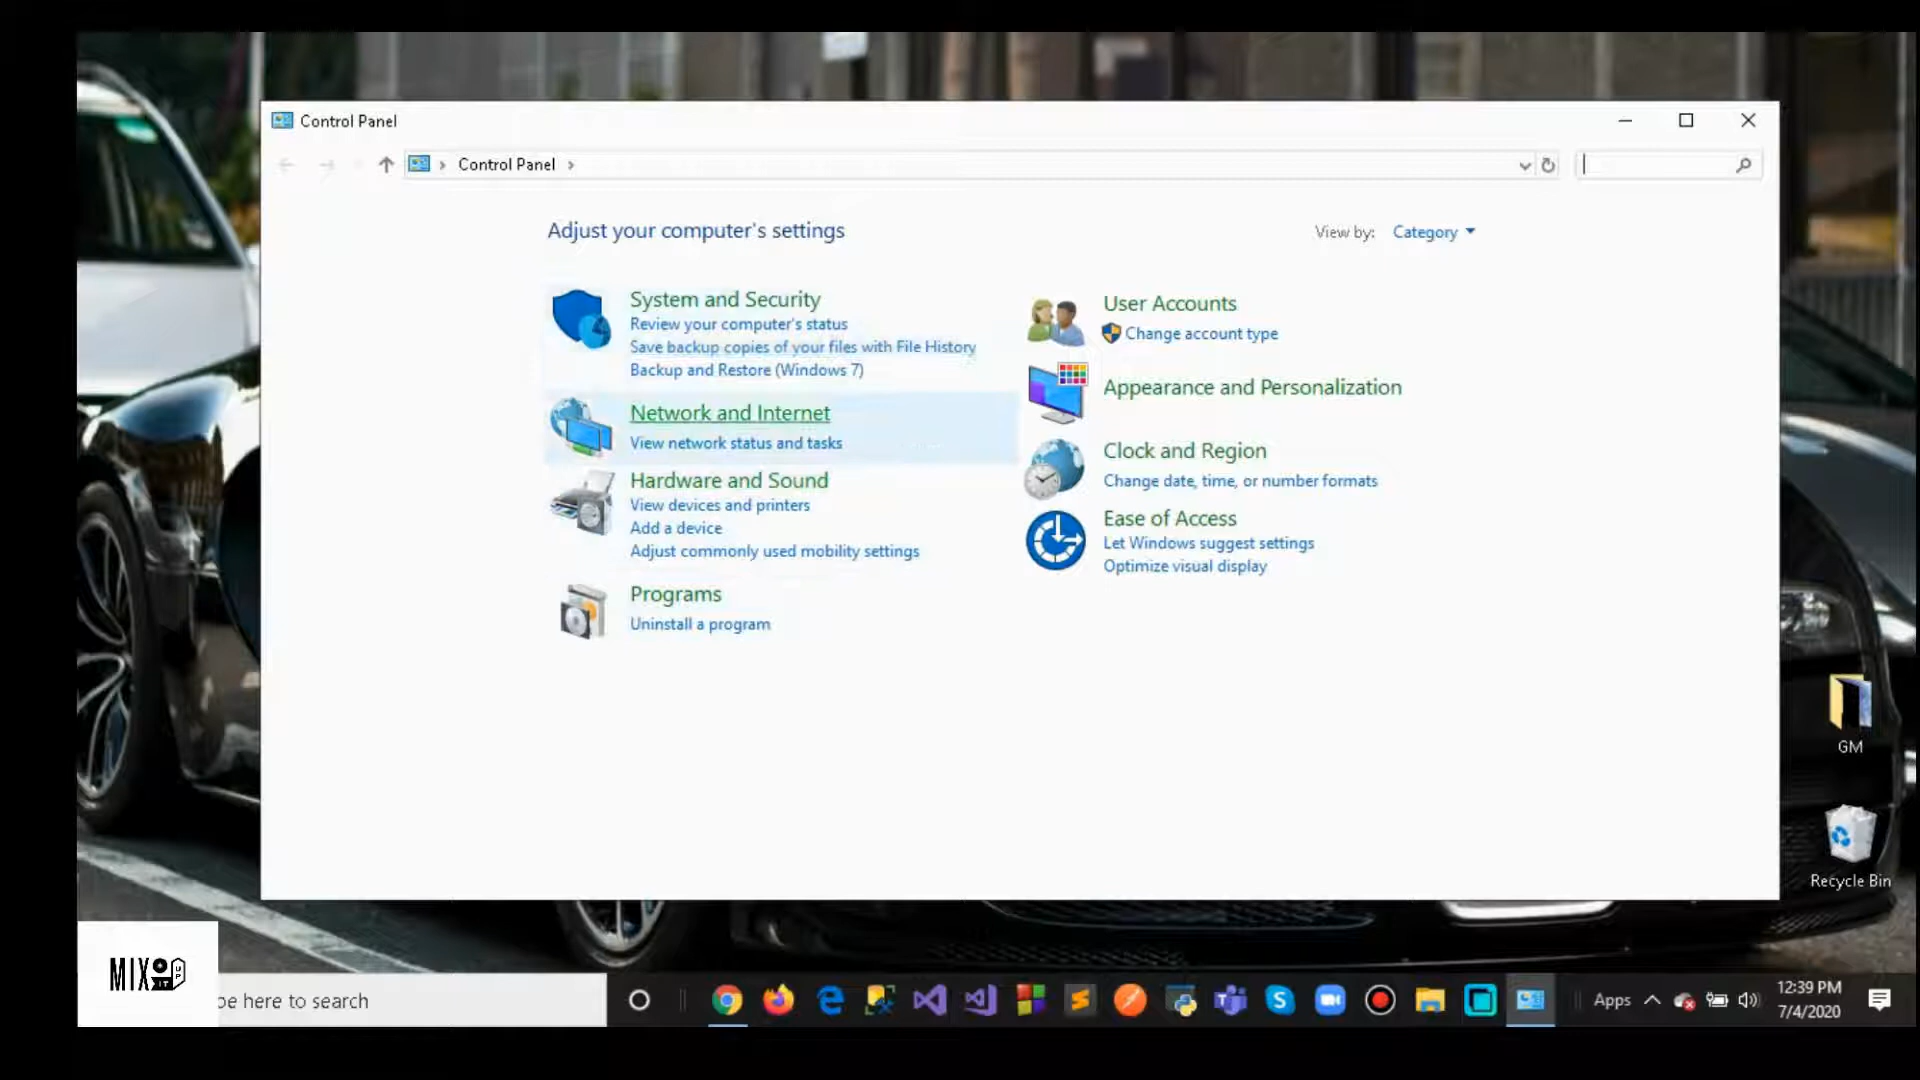 Control Panel
Control Panel
Adjust your computer's settings
View by: Category
System and Security
Review your computer's status
Save backup copies of your files with File History
Backup and Restore (Windows 7)
Network and Internet
View network status and tasks
Hardware and Sound
View devices and printers
Add a device
Adjust commonly used mobility settings
Programs
Uninstall a program
User Accounts
Change account type
Appearance and Personalization
Clock and Region
Change date, time, or number formats
Ease of Access
Let Windows suggest settings
Optimize visual display
GM
Recycle Bin
MIX IT UP
pe here to search
Apps
12:39 PM
7/4/2020